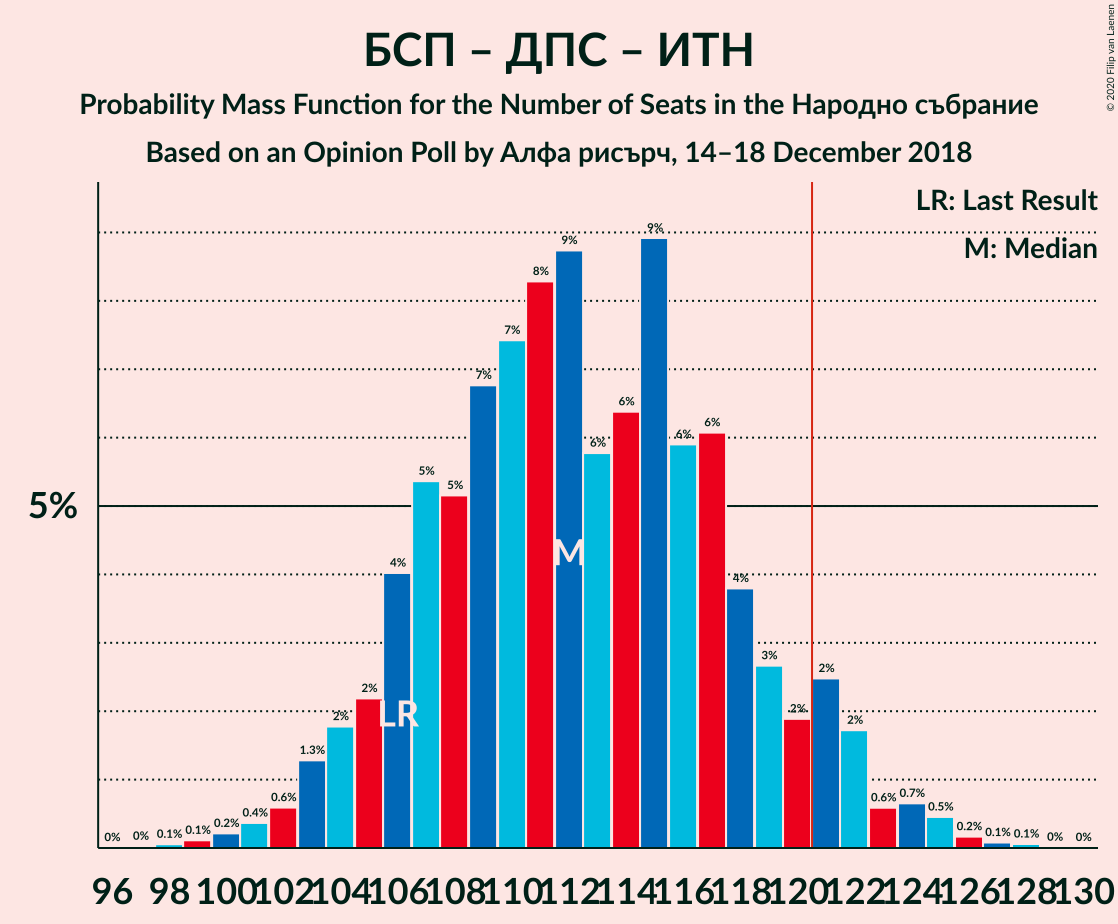 БСП – ДПС – ИТН
Probability Mass Function for the Number of Seats in the Народно събрание
Based on an Opinion Poll by Алфа рисърч, 14–18 December 2018
© 2020 Filip van Laenen
LR: Last Result
M: Median
5%
0% 0% 0.1% 0.1% 0.2% 0.4% 0.6% 1.3% 2% 2% 4% 5% 5% 7% 7% 8% 9% 6% 6% 9% 6% 6% 4% 3% 2% 2% 2% 0.6% 0.7% 0.5% 0.2% 0.1% 0.1% 0% 0%
LR
M
96 98 100 102 104 106 108 110 112 114 116 118 120 122 124 126 128 130